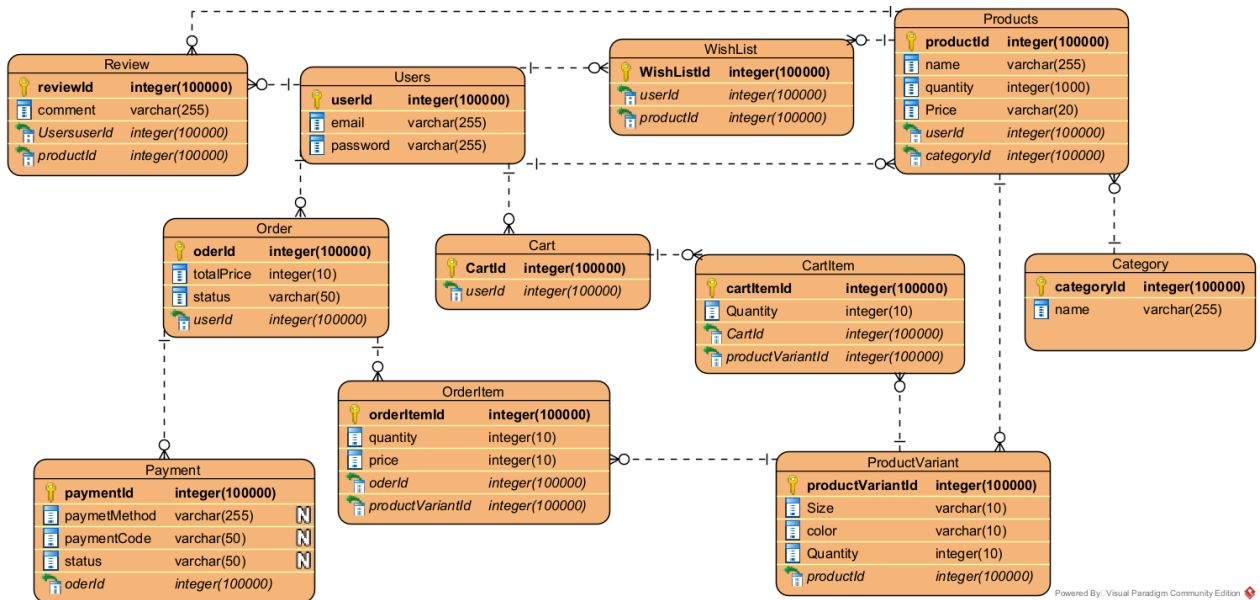 Products
productId integer(100000)
name varchar(255)
quantity integer(1000)
Price varchar(20)
userId integer(100000)
categoryId integer(100000)
WishList
WishListId integer(100000)
userId integer(100000)
productId integer(100000)
Review
reviewId integer(100000)
comment varchar(255)
UsersuserId integer(100000)
productId integer(100000)
Users
userId integer(100000)
email varchar(255)
password varchar(255)
Order
oderId integer(100000)
totalPrice integer(10)
status varchar(50)
userId integer(100000)
Cart
CartId integer(100000)
userId integer(100000)
CartItem
cartItemId integer(100000)
Quantity integer(10)
CartId integer(100000)
productVariantId integer(100000)
Category
categoryId integer(100000)
name varchar(255)
OrderItem
orderItemId integer(100000)
quantity integer(10)
price integer(10)
oderId integer(100000)
productVariantId integer(100000)
Payment
paymentId integer(100000)
paymetMethod varchar(255) N
paymentCode varchar(50) N
status varchar(50) N
oderId integer(100000)
ProductVariant
productVariantId integer(100000)
Size varchar(10)
color varchar(10)
Quantity integer(10)
productId integer(100000)
Powered By Visual Paradigm Community Edition